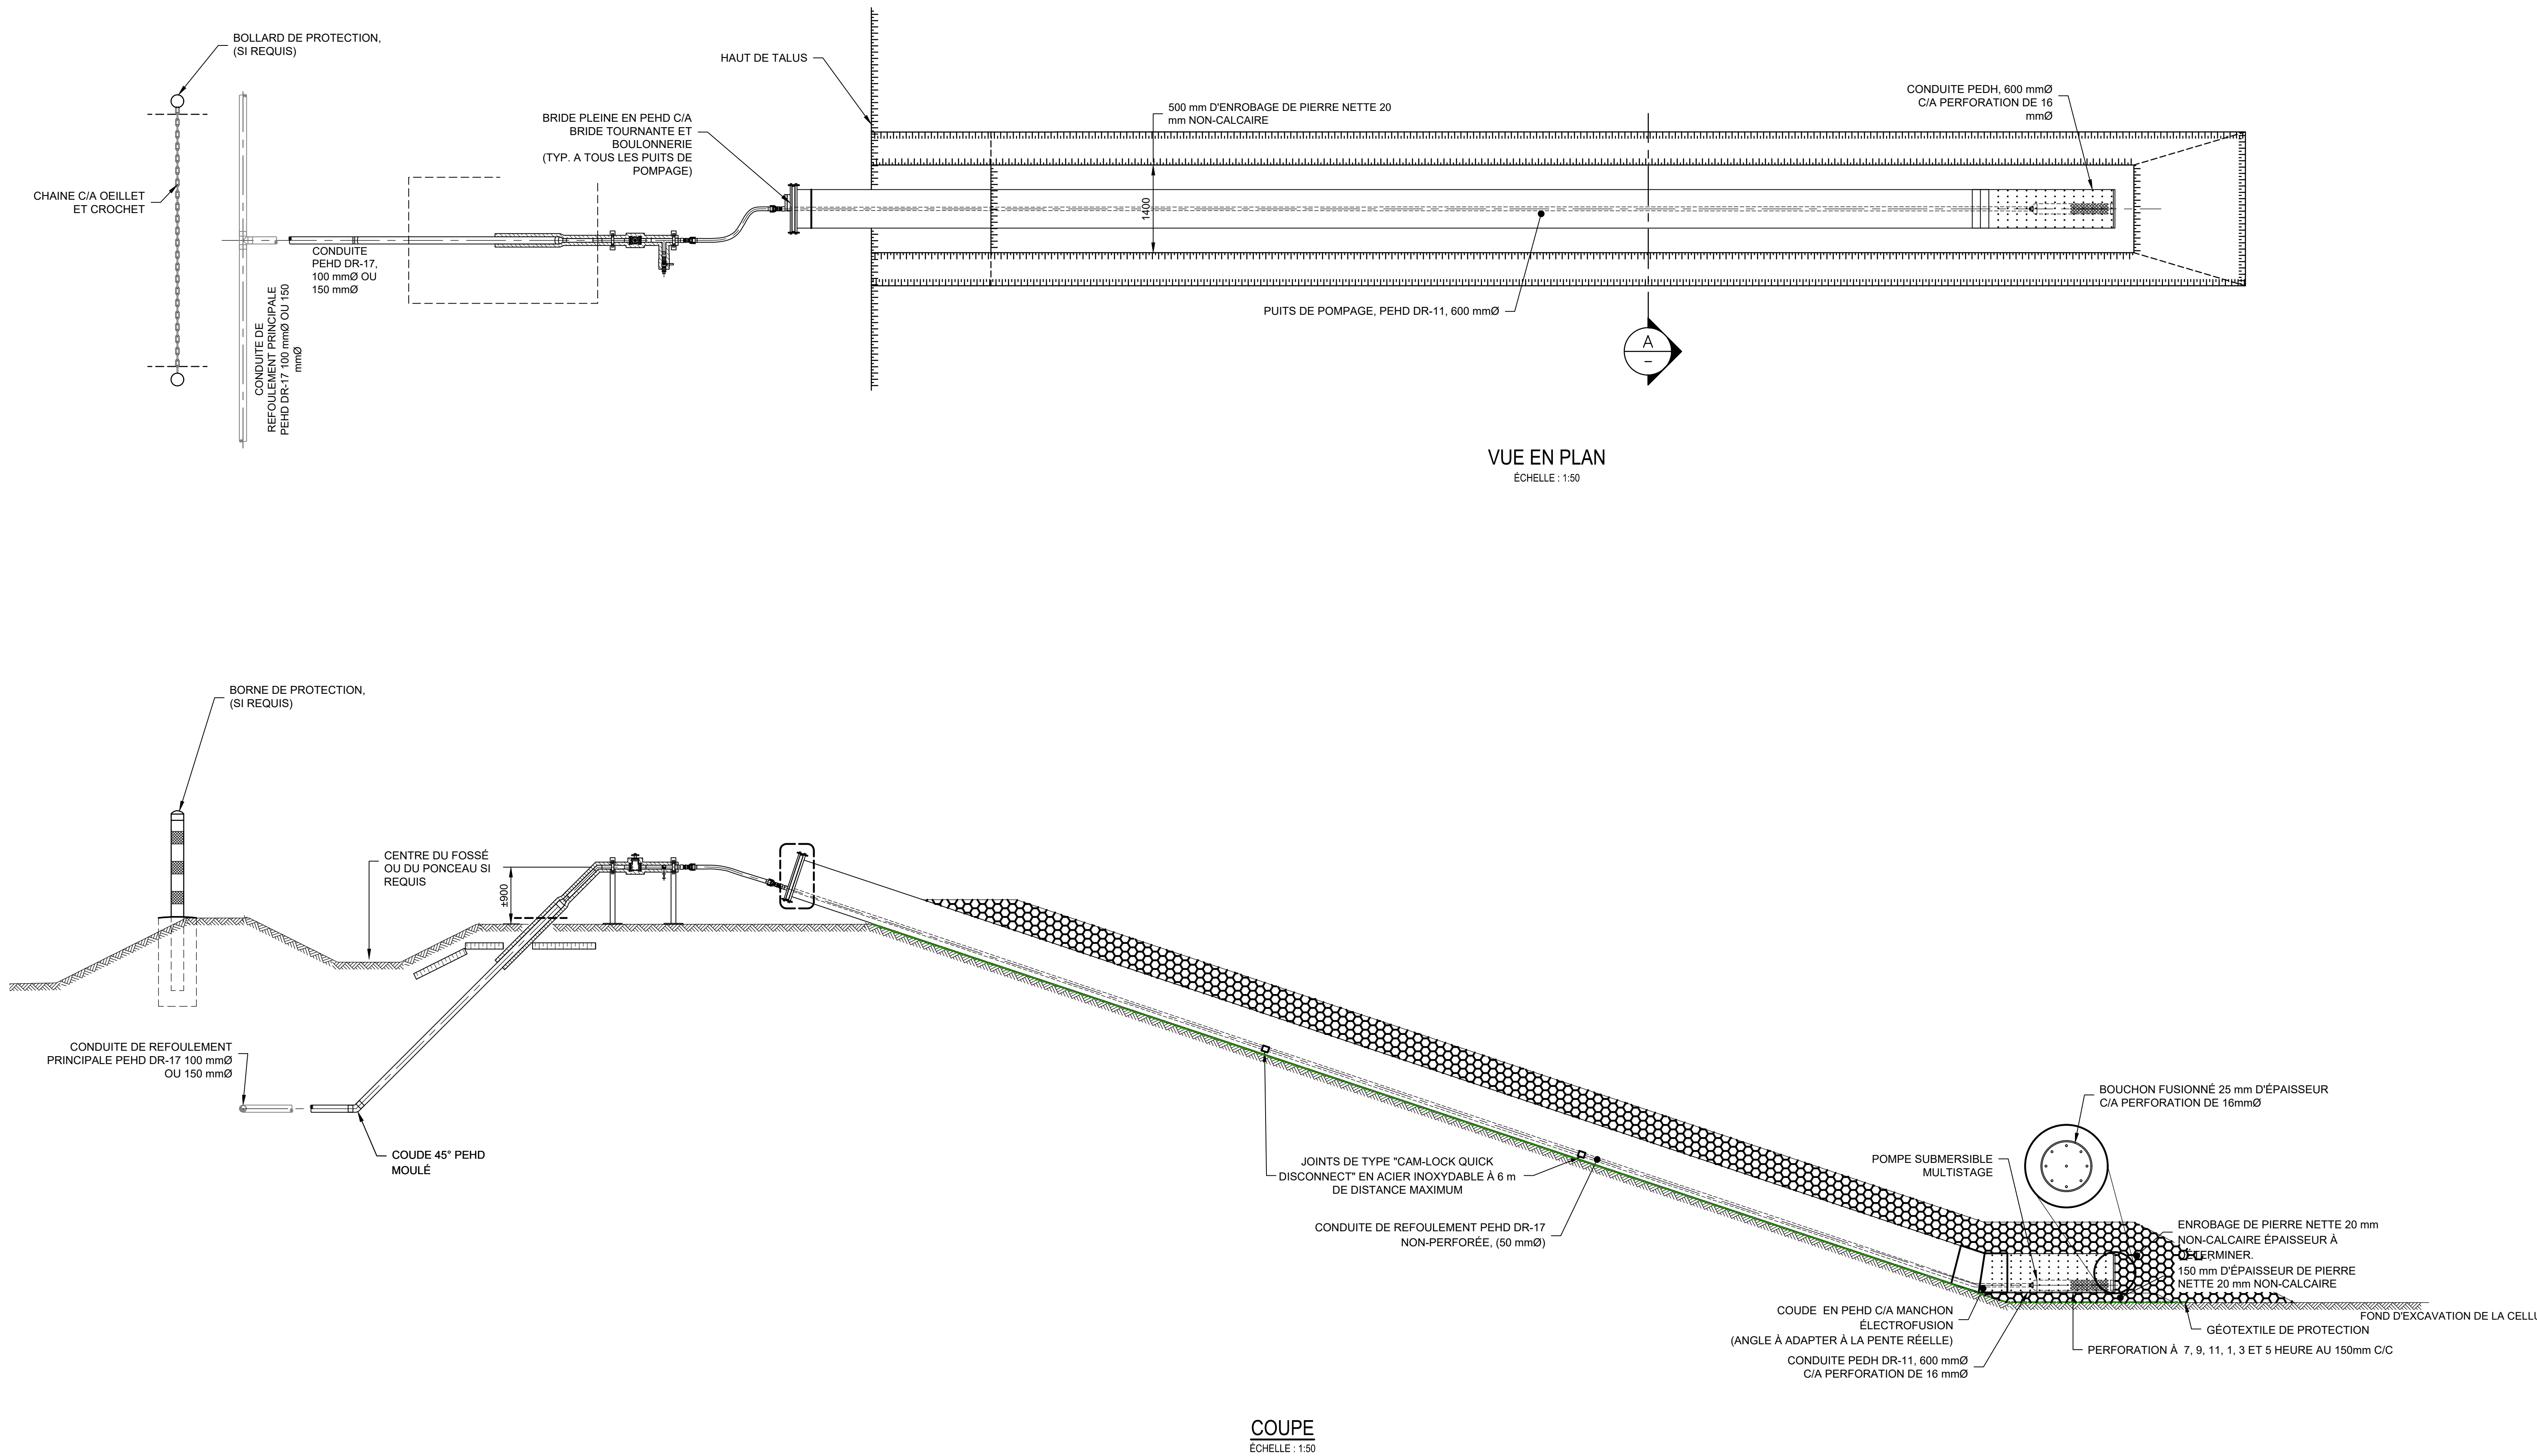 BOLLARD DE PROTECTION,
(SI REQUIS)
HAUT DE TALUS
BRIDE PLEINE EN PEHD C/A
BRIDE TOURNANTE ET
BOULONNERIE
(TYP. A TOUS LES PUITS DE
POMPAGE)
500 mm D'ENROBAGE DE PIERRE NETTE 20
mm NON-CALCAIRE
CONDUITE PEDH, 600 mmØ
C/A PERFORATION DE 16
mmØ
CHAINE C/A OEILLET
ET CROCHET
1400
CONDUITE
PEHD DR-17,
100 mmØ OU
150 mmØ
CONDUITE DE
REFOULEMENT PRINCIPALE
PEHD DR-17 100 mmØ OU 150
mmØ
PUITS DE POMPAGE, PEHD DR-11, 600 mmØ
A
–
VUE EN PLAN
ÉCHELLE : 1:50
BORNE DE PROTECTION,
(SI REQUIS)
CENTRE DU FOSSÉ
OU DU PONCEAU SI
REQUIS
±900
CONDUITE DE REFOULEMENT
PRINCIPALE PEHD DR-17 100 mmØ
OU 150 mmØ
COUDE 45° PEHD
MOULÉ
JOINTS DE TYPE "CAM-LOCK QUICK
DISCONNECT" EN ACIER INOXYDABLE À 6 m
DE DISTANCE MAXIMUM
CONDUITE DE REFOULEMENT PEHD DR-17
NON-PERFORÉE, (50 mmØ)
BOUCHON FUSIONNÉ 25 mm D'ÉPAISSEUR
C/A PERFORATION DE 16mmØ
POMPE SUBMERSIBLE
MULTISTAGE
ENROBAGE DE PIERRE NETTE 20 mm
NON-CALCAIRE ÉPAISSEUR À
DÉTERMINER.
150 mm D'ÉPAISSEUR DE PIERRE
NETTE 20 mm NON-CALCAIRE
COUDE EN PEHD C/A MANCHON
ÉLECTROFUSION
(ANGLE À ADAPTER À LA PENTE RÉELLE)
FOND D'EXCAVATION DE LA CELLU
GÉOTEXTILE DE PROTECTION
PERFORATION À 7, 9, 11, 1, 3 ET 5 HEURE AU 150mm C/C
CONDUITE PEDH DR-11, 600 mmØ
C/A PERFORATION DE 16 mmØ
COUPE
ÉCHELLE : 1:50